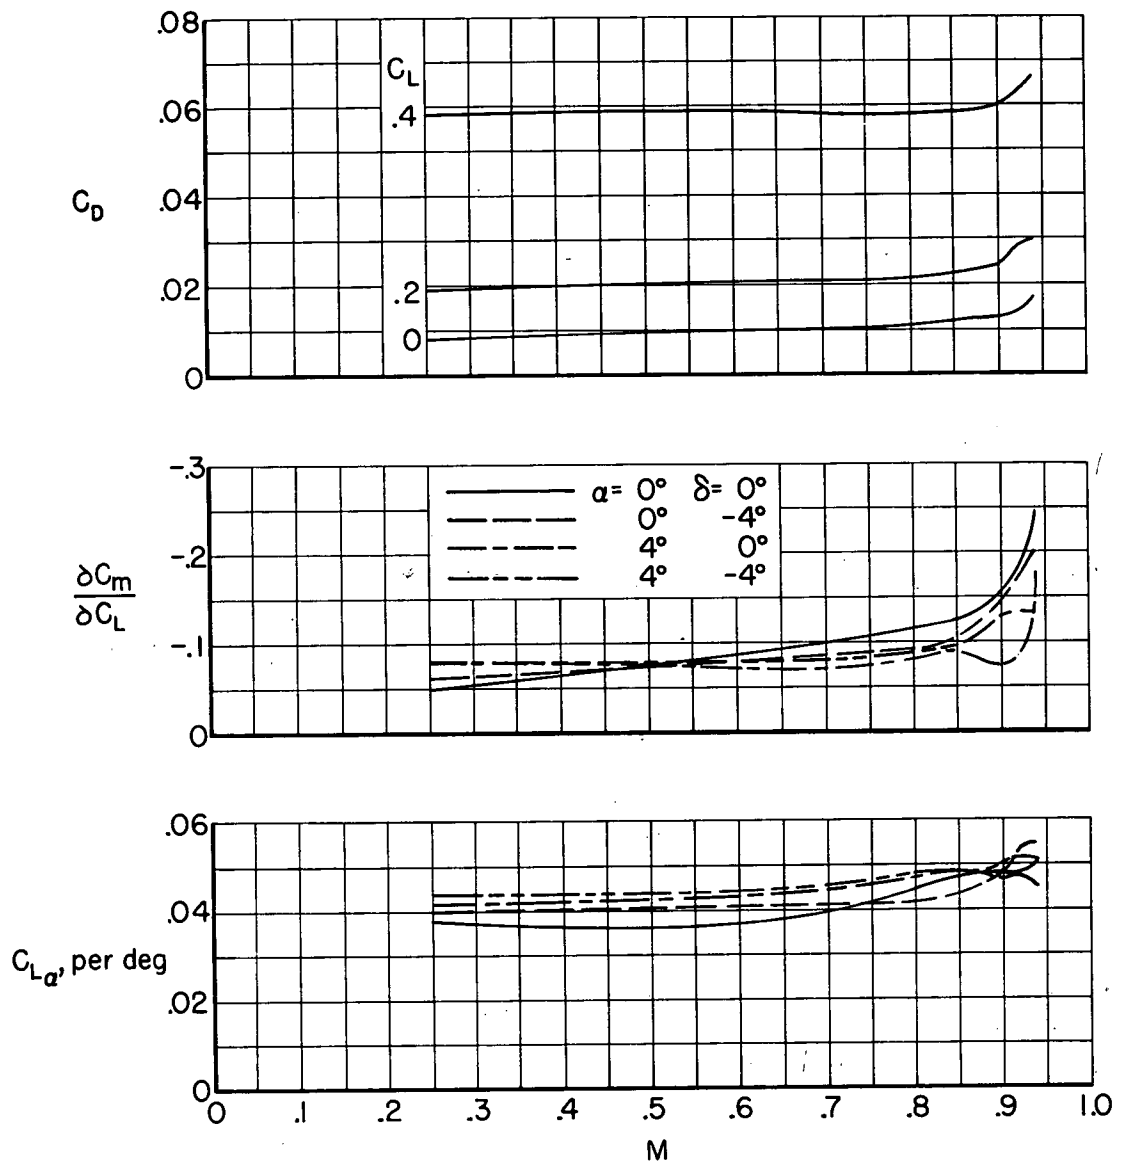 .08
C_L
.06
.4
.04
C_D
.02
.2
0
0
-.3
α= 0° δ= 0°
0° -4°
4° 0°
4° -4°
-.2
∂C_m
∂C_L
-.1
0
.06
.04
C_Lα, per deg
.02
0
0 .1 .2 .3 .4 .5 .6 .7 .8 .9 1.0
M